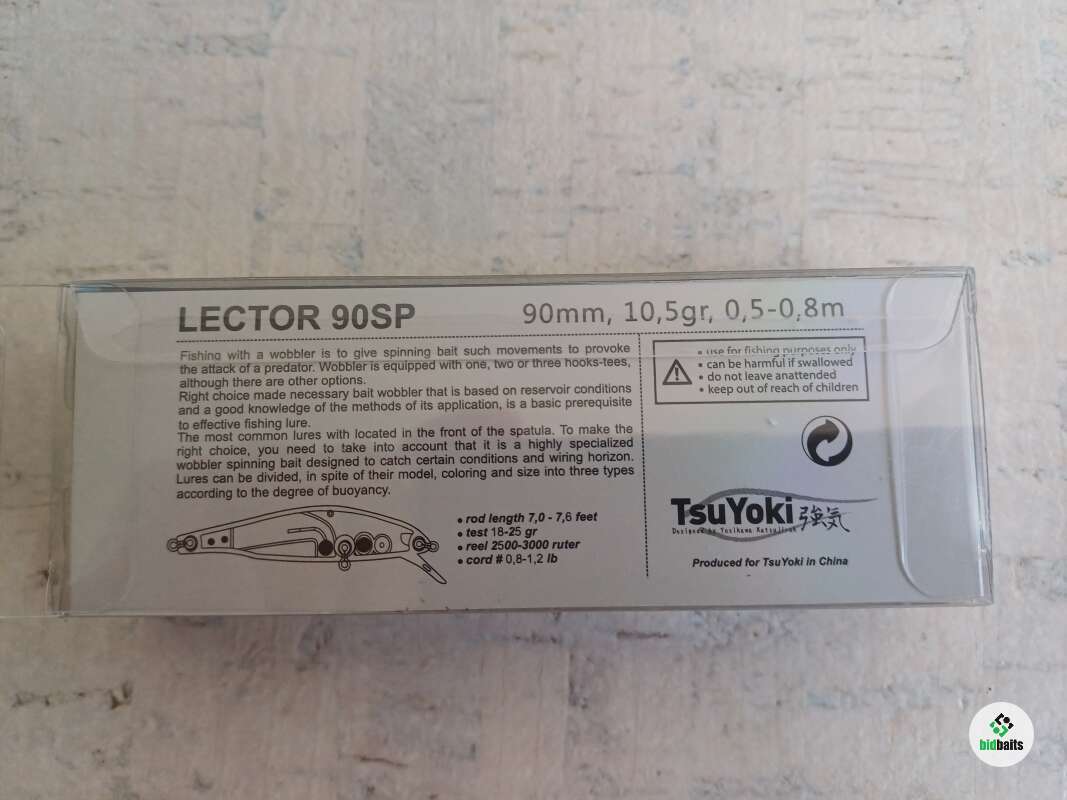 LECTOR 90SP
90mm, 10,5gr, 0,5-0,8m
Fishing with a wobbler is to give spinning bait such movements to provoke
the attack of a predator. Wobbler is equipped with one, two or three hooks-tees,
although there are other options.
Right choice made necessary bait wobbler that is based on reservoir conditions
and a good knowledge of the methods of its application, is a basic prerequisite
to effective fishing lure.
The most common lures with located in the front of the spatula. To make the
right choice, you need to take into account that it is a highly specialized
wobbler spinning bait designed to catch certain conditions and wiring horizon.
Lures can be divided, in spite of their model, coloring and size into three types
according to the degree of buoyancy.
• rod length 7,0 - 7,6 feet
• test 18-25 gr
• reel 2500-3000 ruter
• cord # 0,8-1,2 lb
• use for fishing purposes only
• can be harmful if swallowed
• do not leave anattended
• keep out of reach of children
TsuYoki 強気
Designed by
Produced for TsuYoki in China
bidbaits